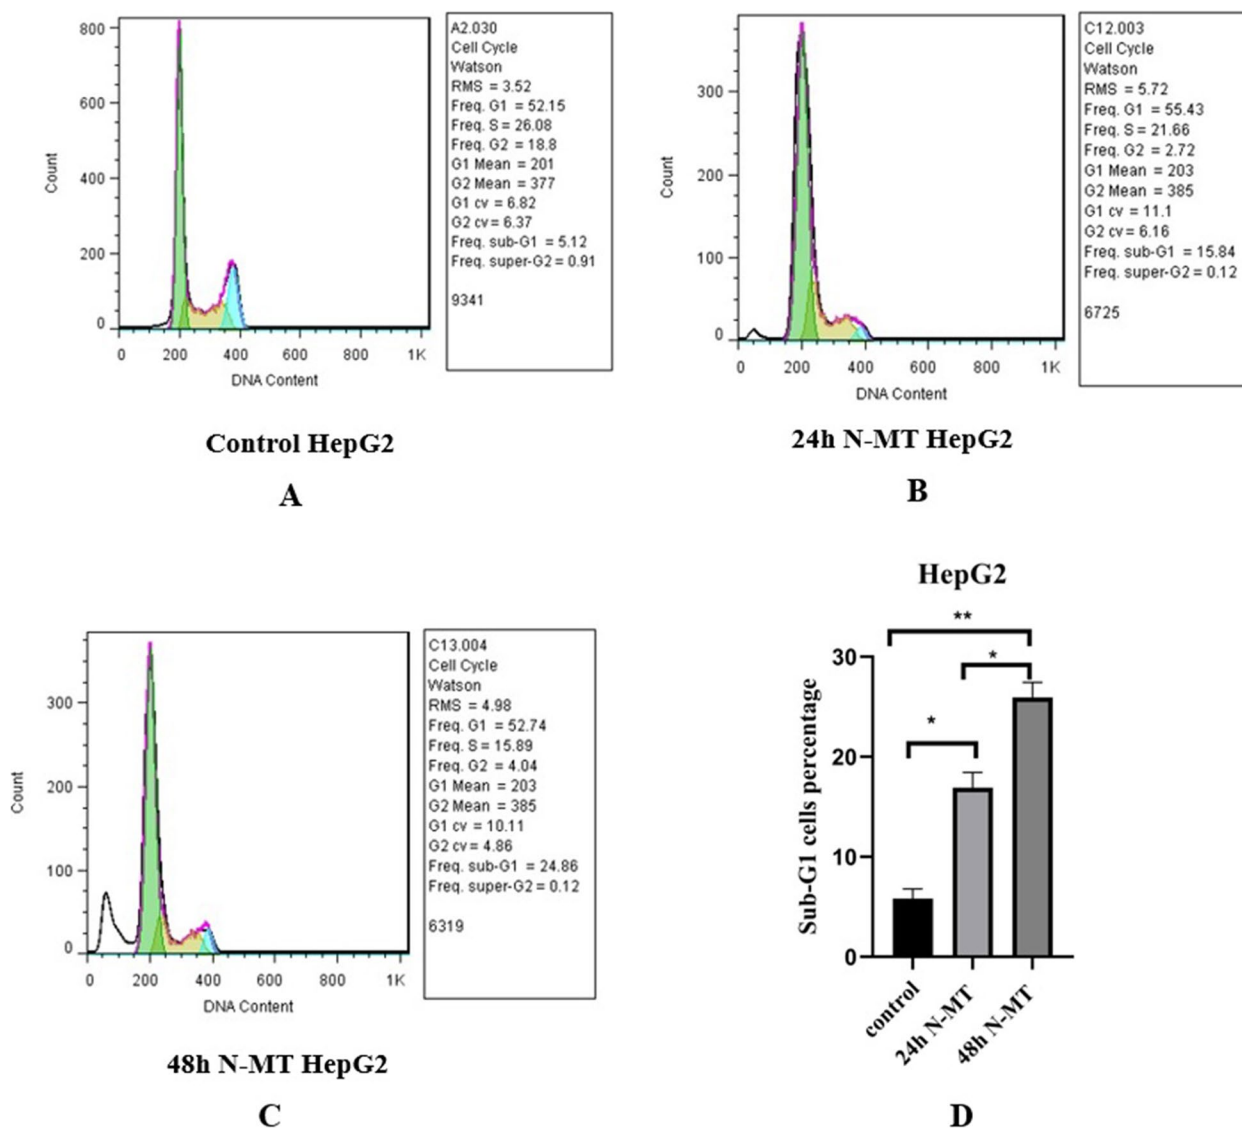 A2.030
Cell Cycle
Watson
RMS = 3.52
Freq. G1 = 52.15
Freq. S = 26.08
Freq. G2 = 18.8
G1 Mean = 201
G2 Mean = 377
G1 cv = 6.82
G2 cv = 6.37
Freq. sub-G1 = 5.12
Freq. super-G2 = 0.91
9341
800
600
400
200
0
Count
0 200 400 600 800 1K
DNA Content
Control HepG2
A
C12.003
Cell Cycle
Watson
RMS = 5.72
Freq. G1 = 55.43
Freq. S = 21.66
Freq. G2 = 2.72
G1 Mean = 203
G2 Mean = 385
G1 cv = 11.1
G2 cv = 6.16
Freq. sub-G1 = 15.84
Freq. super-G2 = 0.12
6725
300
200
100
0
Count
0 200 400 600 800 1K
DNA Content
24h N-MT HepG2
B
C13.004
Cell Cycle
Watson
RMS = 4.98
Freq. G1 = 52.74
Freq. S = 15.89
Freq. G2 = 4.04
G1 Mean = 203
G2 Mean = 385
G1 cv = 10.11
G2 cv = 4.86
Freq. sub-G1 = 24.86
Freq. super-G2 = 0.12
6319
300
200
100
0
Count
0 200 400 600 800 1K
DNA Content
48h N-MT HepG2
C
HepG2
**
*
*
30
20
10
0
Sub-G1 cells percentage
control
24h N-MT
48h N-MT
D